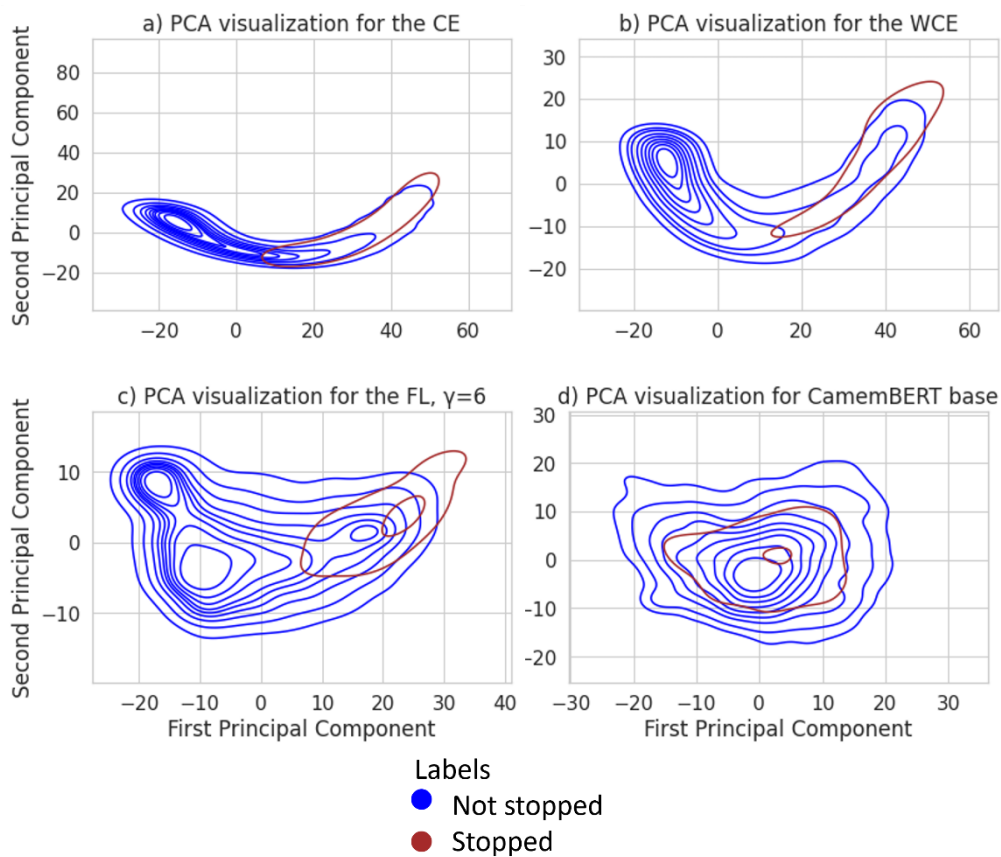 a) PCA visualization for the CE
b) PCA visualization for the WCE
Second Principal Component
80
60
40
20
0
−20
−20 0 20 40 60
30
20
10
0
−10
−20
−20 0 20 40 60
c) PCA visualization for the FL, γ=6
d) PCA visualization for CamemBERT base
Second Principal Component
10
0
−10
−20 −10 0 10 20 30 40
First Principal Component
30
20
10
0
-10
-20
−30 −20 −10 0 10 20 30
First Principal Component
Labels
Not stopped
Stopped